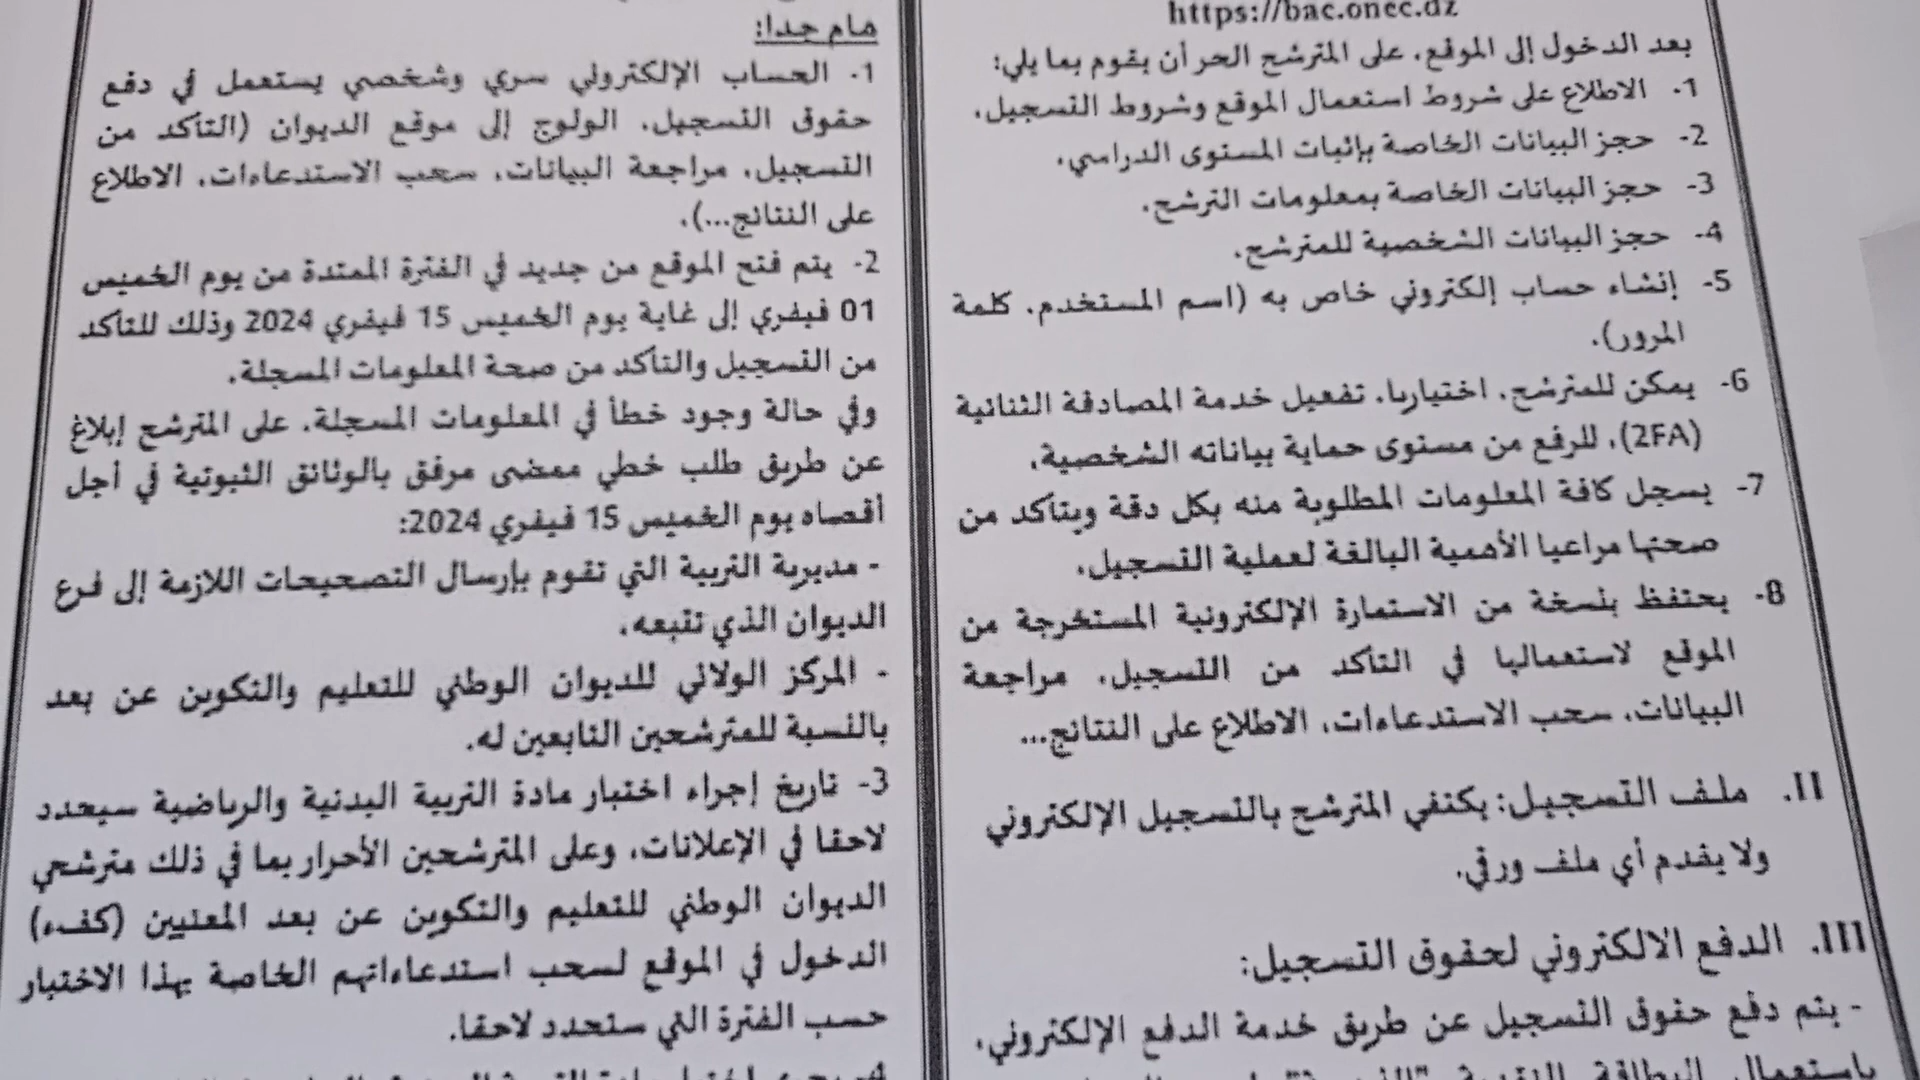 https://bac.onec.dz
بعد الدخول إلى الموقع، على المترشح الحر أن يقوم بما يلي:
1- الاطلاع على شروط استعمال الموقع وشروط التسجيل.
2- حجز البيانات الخاصة بإثبات المستوى الدراسي.
3- حجز البيانات الخاصة بمعلومات الترشح.
4- حجز البيانات الشخصية للمترشح.
5- إنشاء حساب إلكتروني خاص به (اسم المستخدم، كلمة
المرور).
6- يمكن للمترشح، اختياريا، تفعيل خدمة المصادقة الثنائية
(2FA)، للرفع من مستوى حماية بياناته الشخصية.
7- يسجل كافة المعلومات المطلوبة منه بكل دقة ويتأكد من
صحتها مراعيا الأهمية البالغة لعملية التسجيل.
8- يحتفظ بنسخة من الاستمارة الإلكترونية المستخرجة من
الموقع لاستعمالها في التأكد من التسجيل، مراجعة
البيانات، سحب الاستدعاءات، الاطلاع على النتائج...
II. ملف التسجيل: يكتفي المترشح بالتسجيل الإلكتروني
ولا يقدم أي ملف ورقي.
III. الدفع الالكتروني لحقوق التسجيل:
- يتم دفع حقوق التسجيل عن طريق خدمة الدفع الإلكتروني،
باستعمال البطاقة النقدية
هام جدا:
1- الحساب الإلكتروني سري وشخصي يستعمل في دفع
حقوق التسجيل، الولوج إلى موقع الديوان (التأكد من
التسجيل، مراجعة البيانات، سحب الاستدعاءات، الاطلاع
على النتائج...).
2- يتم فتح الموقع من جديد في الفترة الممتدة من يوم الخميس
01 فيفري إلى غاية يوم الخميس 15 فيفري 2024 وذلك للتأكد
من التسجيل والتأكد من صحة المعلومات المسجلة.
وفي حالة وجود خطأ في المعلومات المسجلة، على المترشح إبلاغ
عن طريق طلب خطي ممضى مرفق بالوثائق الثبوتية في أجل
أقصاه يوم الخميس 15 فيفري 2024:
- مديرية التربية التي تقوم بإرسال التصحيحات اللازمة إلى فرع
الديوان الذي تتبعه.
- المركز الولائي للديوان الوطني للتعليم والتكوين عن بعد
بالنسبة للمترشحين التابعين له.
3- تاريخ إجراء اختبار مادة التربية البدنية والرياضية سيحدد
لاحقا في الإعلانات، وعلى المترشحين الأحرار بما في ذلك مترشحي
الديوان الوطني للتعليم والتكوين عن بعد المعنيين (كفء)
الدخول في الموقع لسحب استدعاءاتهم الخاصة بهذا الاختبار
حسب الفترة التي ستحدد لاحقا.